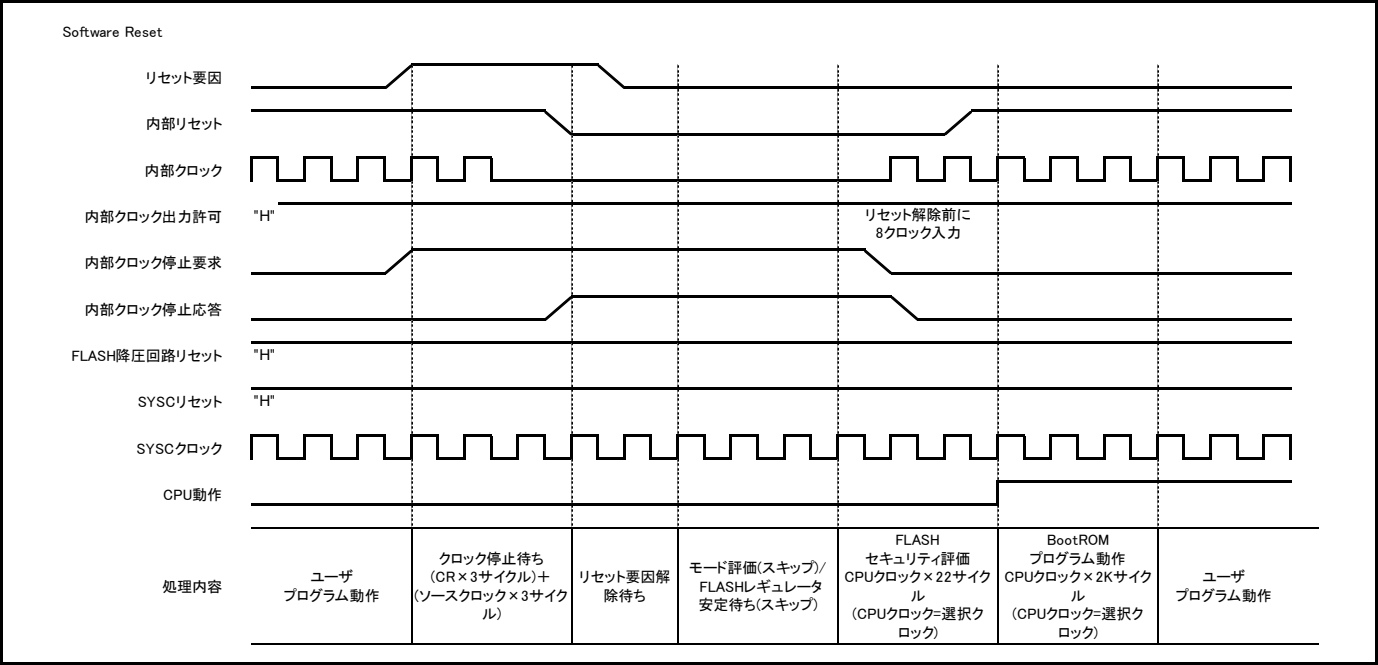 Software Reset
リセット要因
内部リセット
内部クロック
内部クロック出力許可
"H"
リセット解除前に
8クロック入力
内部クロック停止要求
内部クロック停止応答
FLASH降圧回路リセット
"H"
SYSCリセット
"H"
SYSCクロック
CPU動作
処理内容
ユーザ
プログラム動作
クロック停止待ち
(CR×3サイクル)+
(ソースクロック×3サイク
ル)
リセット要因解
除待ち
モード評価(スキップ)/
FLASHレギュレータ
安定待ち(スキップ)
FLASH
セキュリティ評価
CPUクロック×22サイク
ル
(CPUクロック=選択ク
ロック)
BootROM
プログラム動作
CPUクロック×2Kサイク
ル
(CPUクロック=選択ク
ロック)
ユーザ
プログラム動作